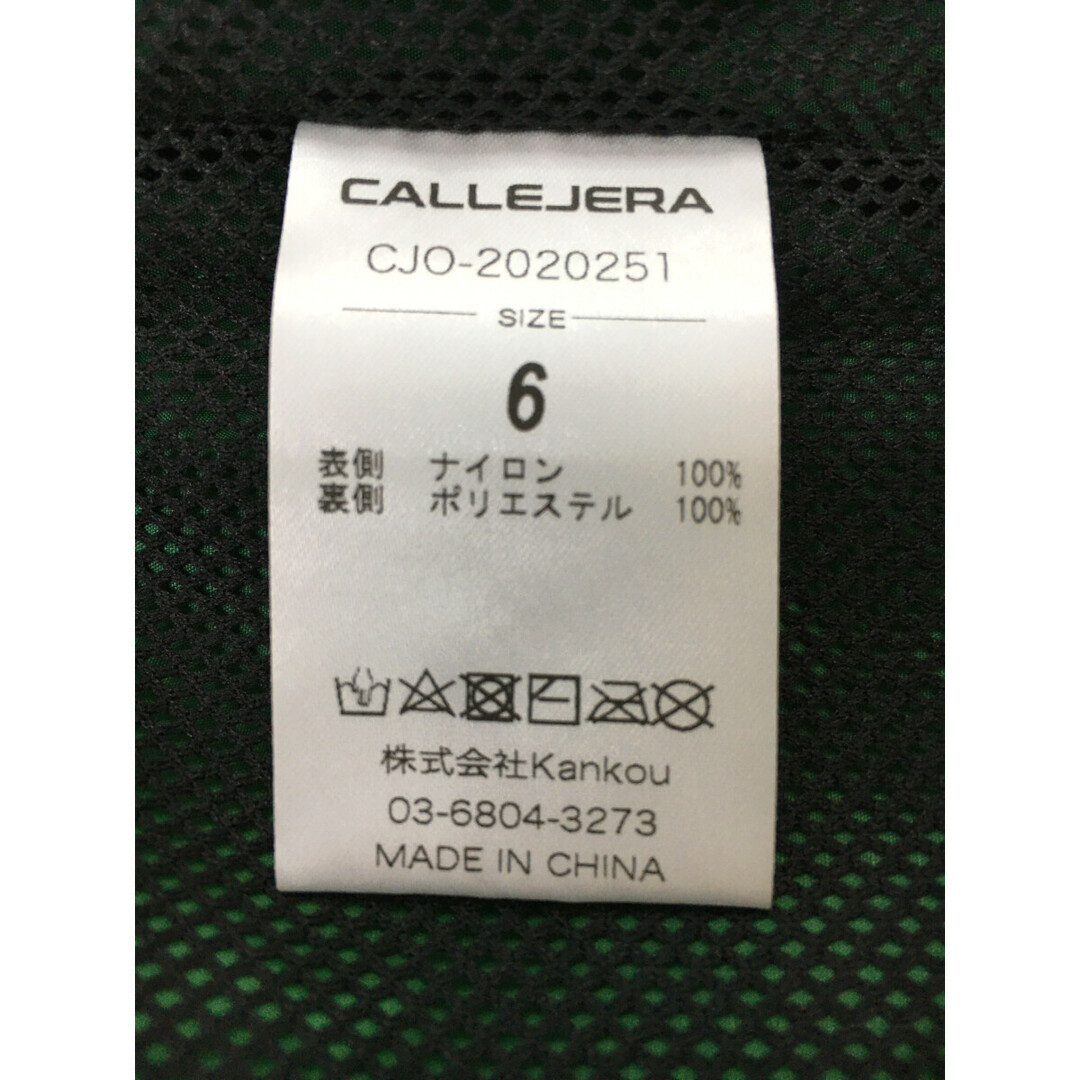 CALLEJERA
CJO-2020251
SIZE
6
表側 ナイロン 100%
裏側 ポリエステル 100%
株式会社Kankou
03-6804-3273
MADE IN CHINA